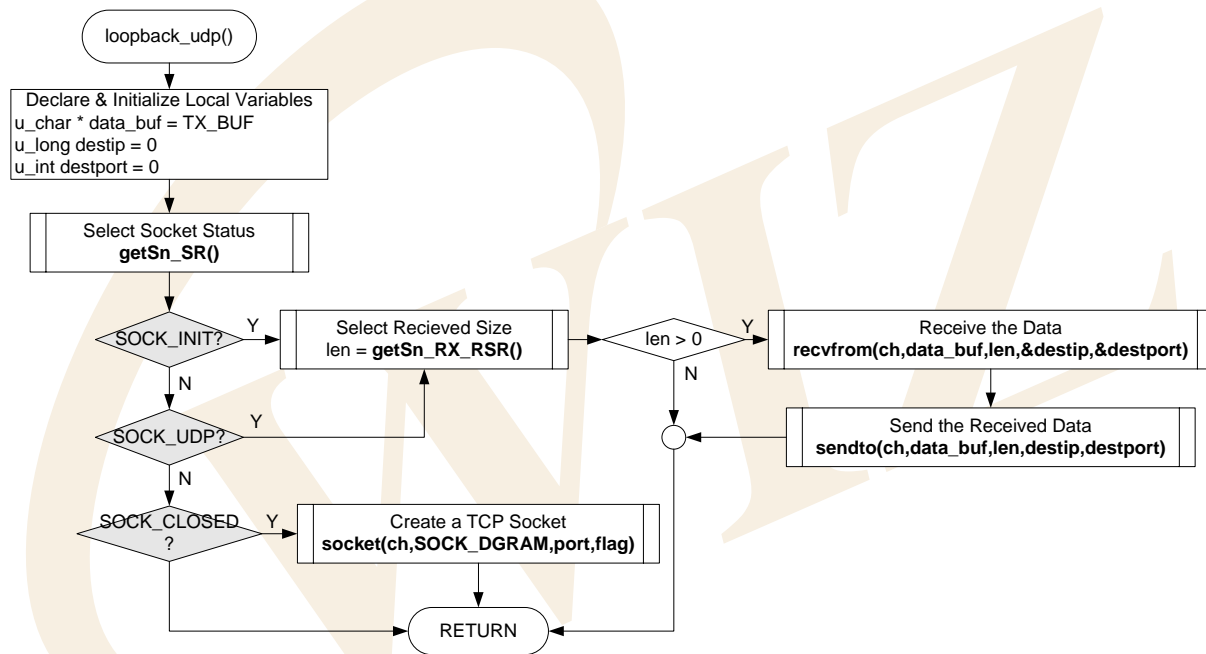 loopback_udp()
Declare & Initialize Local Variables
u_char * data_buf = TX_BUF
u_long destip = 0
u_int destport = 0
Select Socket Status
getSn_SR()
SOCK_INIT?
Y
Select Recieved Size
len = getSn_RX_RSR()
len > 0
Y
Receive the Data
recvfrom(ch,data_buf,len,&destip,&destport)
N
N
SOCK_UDP?
Y
Send the Received Data
sendto(ch,data_buf,len,destip,destport)
N
SOCK_CLOSED
?
Y
Create a TCP Socket
socket(ch,SOCK_DGRAM,port,flag)
RETURN
WIZ